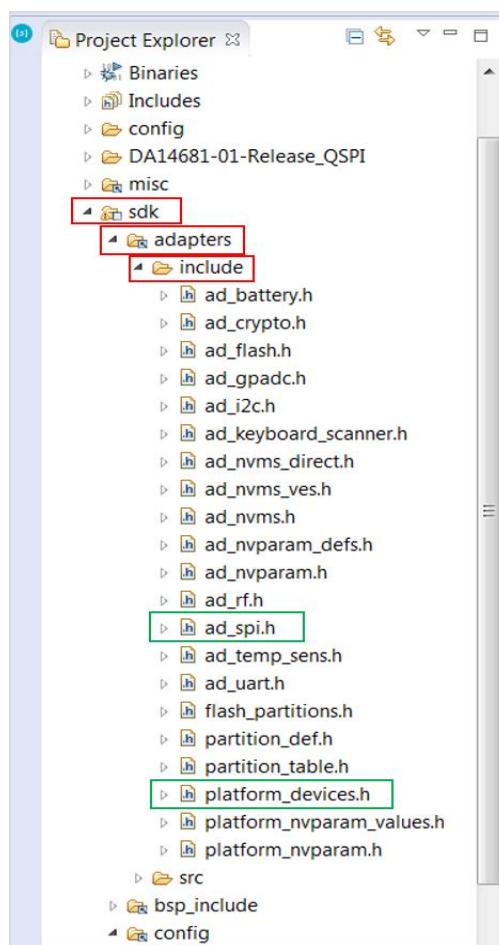 Project Explorer
Binaries
Includes
config
DA14681-01-Release_QSPI
misc
sdk
adapters
include
ad_battery.h
ad_crypto.h
ad_flash.h
ad_gpadc.h
ad_i2c.h
ad_keyboard_scanner.h
ad_nvms_direct.h
ad_nvms_ves.h
ad_nvms.h
ad_nvparam_defs.h
ad_nvparam.h
ad_rf.h
ad_spi.h
ad_temp_sens.h
ad_uart.h
flash_partitions.h
partition_def.h
partition_table.h
platform_devices.h
platform_nvparam_values.h
platform_nvparam.h
src
bsp_include
config